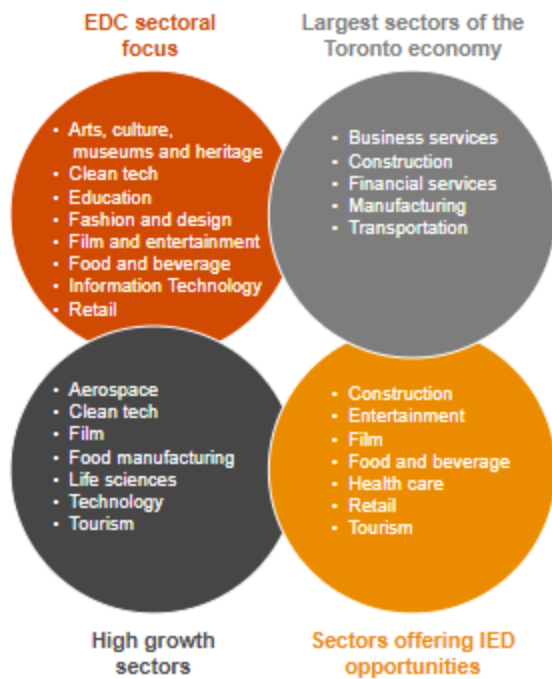 EDC sectoral
focus
Largest sectors of the
Toronto economy
• Arts, culture,
museums and heritage
• Clean tech
• Education
• Fashion and design
• Film and entertainment
• Food and beverage
• Information Technology
• Retail
• Business services
• Construction
• Financial services
• Manufacturing
• Transportation
• Aerospace
• Clean tech
• Film
• Food manufacturing
• Life sciences
• Technology
• Tourism
• Construction
• Entertainment
• Film
• Food and beverage
• Health care
• Retail
• Tourism
High growth
sectors
Sectors offering IED
opportunities